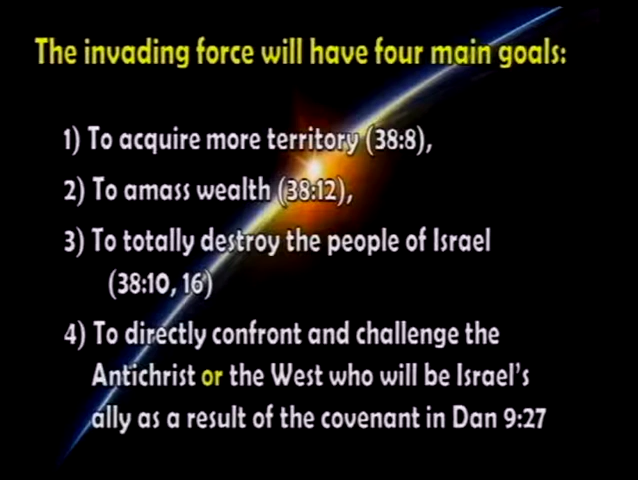 The invading force will have four main goals:
1) To acquire more territory (38:8),
2) To amass wealth (38:12),
3) To totally destroy the people of Israel
(38:10, 16)
4) To directly confront and challenge the
Antichrist or the West who will be Israel's
ally as a result of the covenant in Dan 9:27